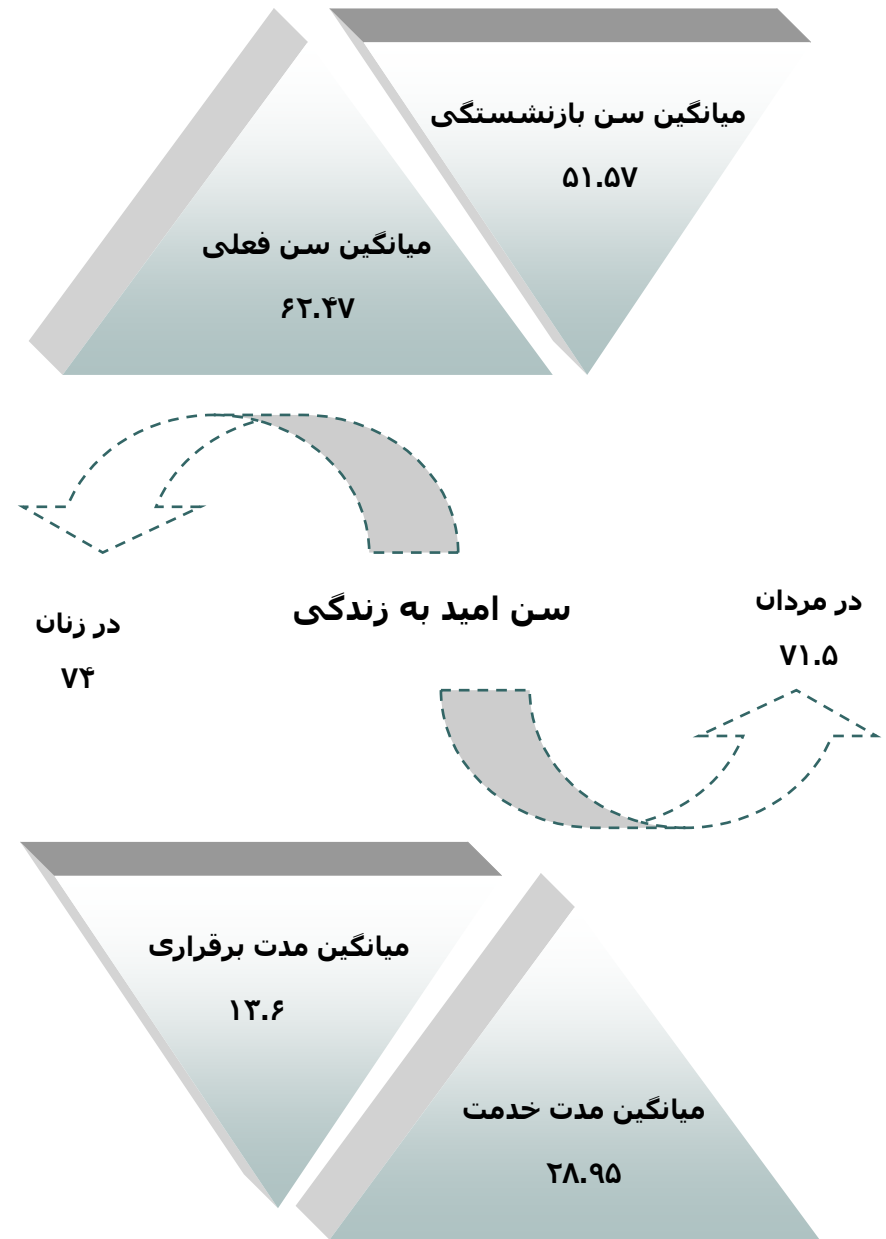 میانگین سن بازنشستگی
۵۱.۵۷
میانگین سن فعلی
۶۲.۴۷
در مردان
۷۱.۵
سن امید به زندگی
در زنان
۷۴
میانگین مدت برقراری
۱۳.۶
میانگین مدت خدمت
۲۸.۹۵